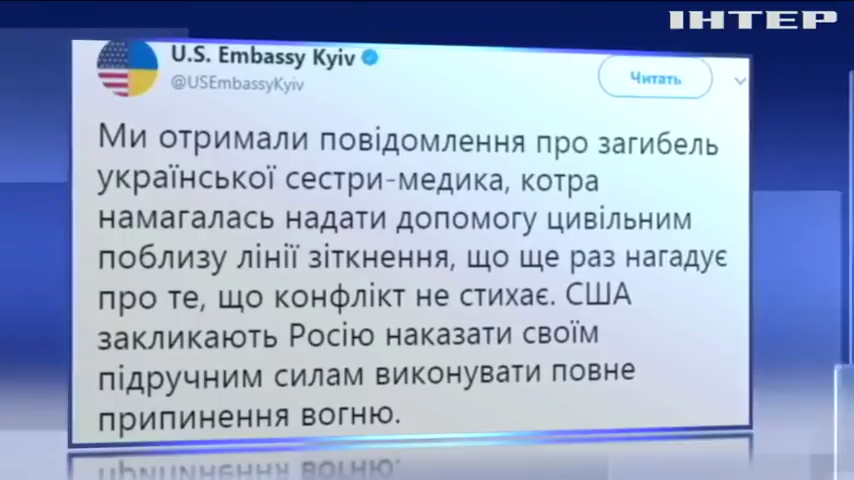 ІНТЕР
U.S. Embassy Kyiv
@USEmbassyKyiv
Читать
Ми отримали повідомлення про загибель
української сестри-медика, котра
намагалась надати допомогу цивільним
поблизу лінії зіткнення, що ще раз нагадує
про те, що конфлікт не стихає. США
закликають Росію наказати своїм
підручним силам виконувати повне
припинення вогню.